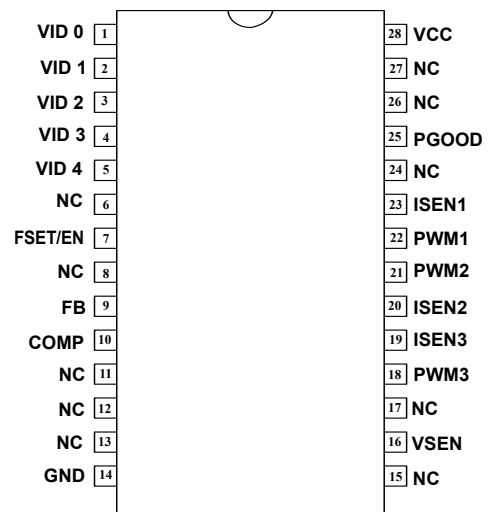 VID 0 1 28 VCC
VID 1 2 27 NC
VID 2 3 26 NC
VID 3 4 25 PGOOD
VID 4 5 24 NC
NC 6 23 ISEN1
FSET/EN 7 22 PWM1
NC 8 21 PWM2
FB 9 20 ISEN2
COMP 10 19 ISEN3
NC 11 18 PWM3
NC 12 17 NC
NC 13 16 VSEN
GND 14 15 NC